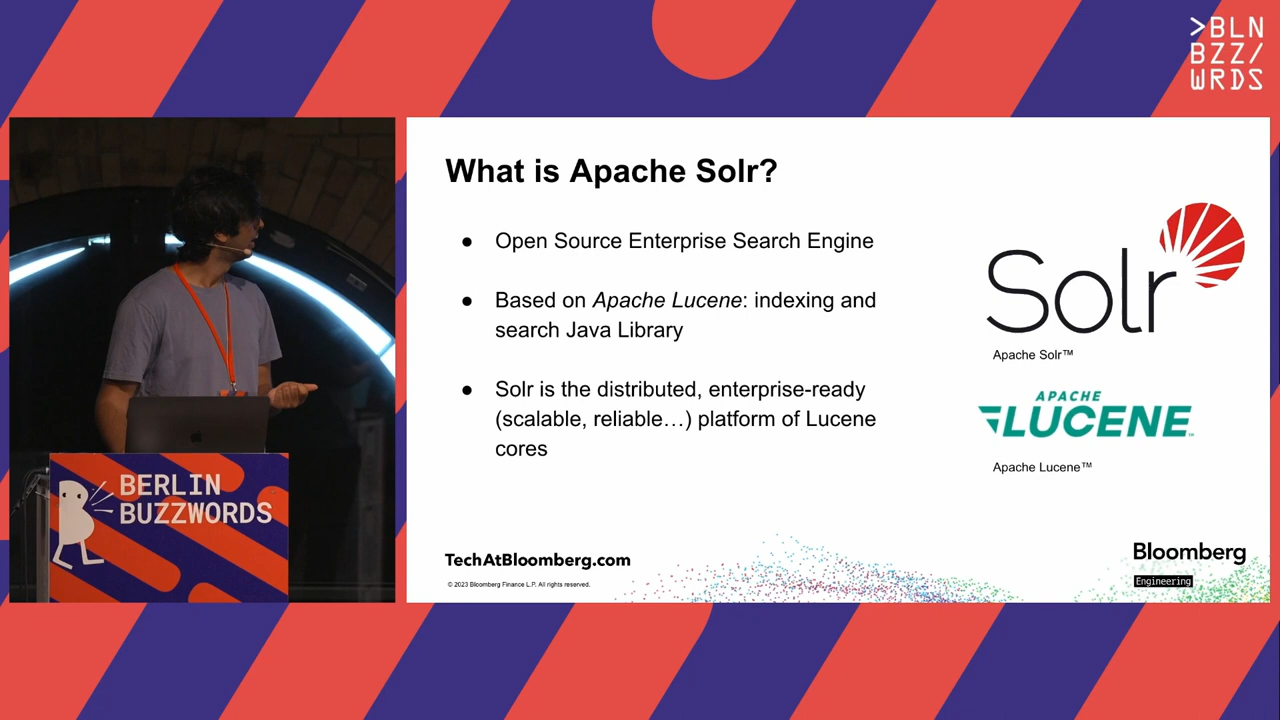 >BLN
BZZ/
WRDS
What is Apache Solr?
● Open Source Enterprise Search Engine
● Based on Apache Lucene: indexing and
search Java Library
● Solr is the distributed, enterprise-ready
(scalable, reliable…) platform of Lucene
cores
Solr
Apache Solr™
APACHE
LUCENE™
Apache Lucene™
BERLIN
BUZZWORDS
TechAtBloomberg.com
© 2023 Bloomberg Finance L.P. All rights reserved.
Bloomberg
Engineering